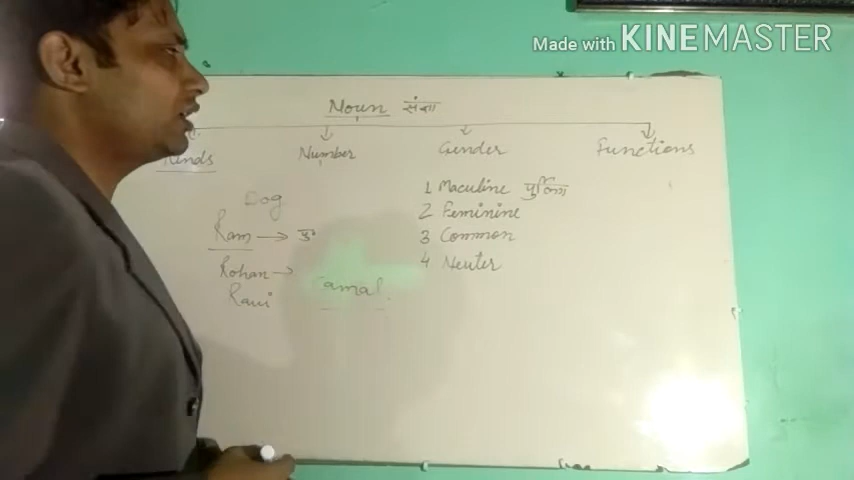 Made with KINEMASTER
Noun संज्ञा
Kinds Number Gender Functions
Dog
1 Maculine पुल्लिंग
2 Feminine
Ram → पु॰
3 Common
Rohan →
4 Neuter
Ravi
Camal.